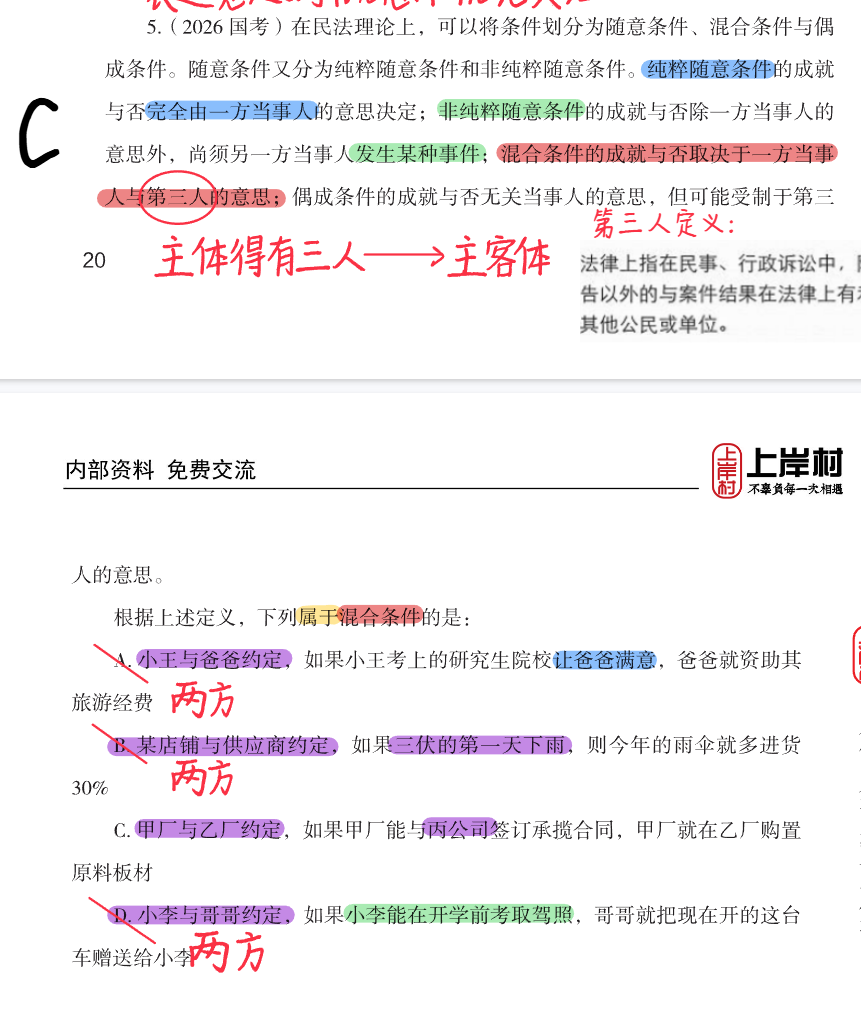 5.（2026 国考）在民法理论上，可以将条件划分为随意条件、混合条件与偶
成条件。随意条件又分为纯粹随意条件和非纯粹随意条件。纯粹随意条件的成就
与否完全由一方当事人的意思决定；非纯粹随意条件的成就与否除一方当事人的
C
意思外，尚须另一方当事人发生某种事件；混合条件的成就与否取决于一方当事
人与第三人的意思；偶成条件的成就与否无关当事人的意思，但可能受制于第三
第三人定义：
20
主体得有三人→主客体
法律上指在民事、行政诉讼中，
告以外的与案件结果在法律上有
其他公民或单位。
内部资料 免费交流
上岸村
上岸村
不辜负每一次相遇
人的意思。
根据上述定义，下列属于混合条件的是：
A. 小王与爸爸约定，如果小王考上的研究生院校让爸爸满意，爸爸就资助其
旅游经费 两方
B. 某店铺与供应商约定，如果三伏的第一天下雨，则今年的雨伞就多进货
30% 两方
C. 甲厂与乙厂约定，如果甲厂能与丙公司签订承揽合同，甲厂就在乙厂购置
原料板材
D. 小李与哥哥约定，如果小李能在开学前考取驾照，哥哥就把现在开的这台
车赠送给小李 两方